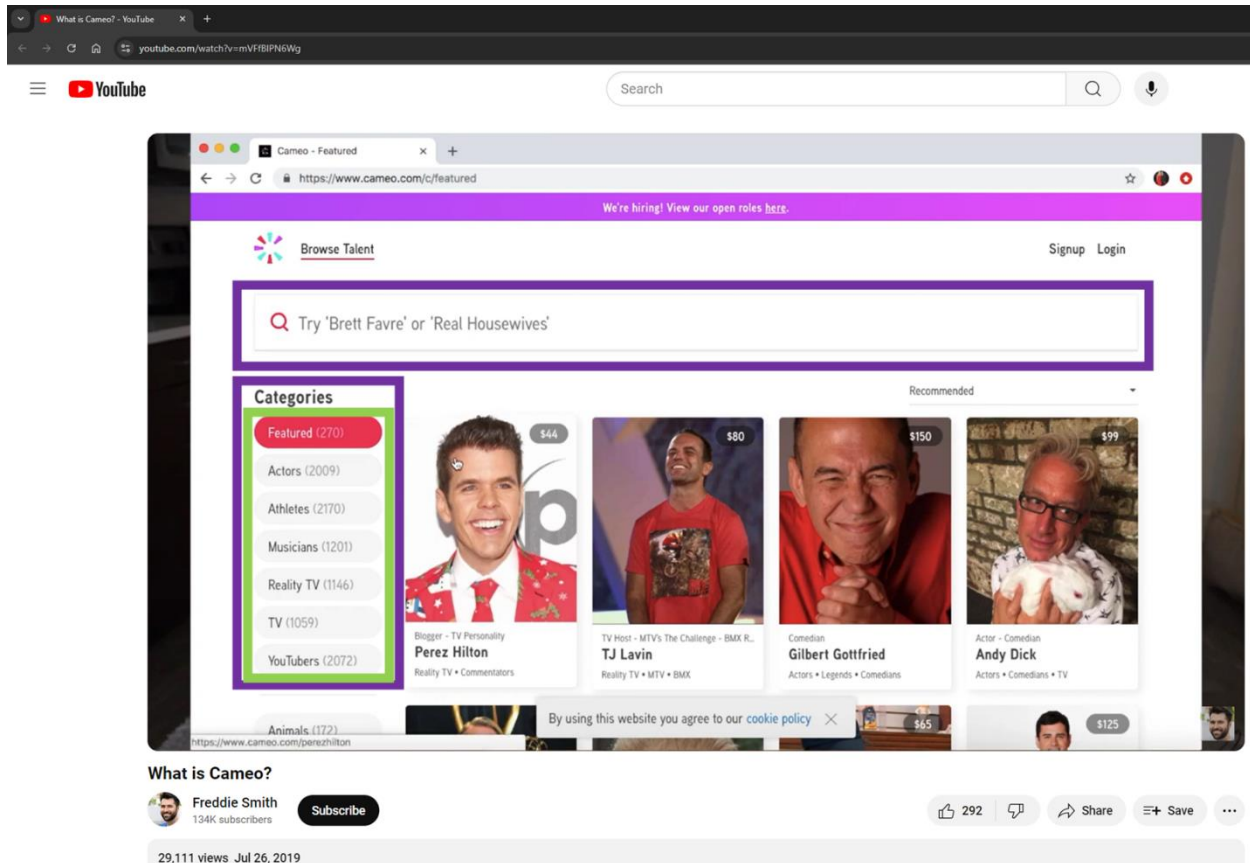 What is Cameo? - YouTube
youtube.com/watch?v=mVFfBIPN6Wg
YouTube
Search
Cameo - Featured
https://www.cameo.com/c/featured
We're hiring! View our open roles here.
Browse Talent
Signup Login
Try 'Brett Favre' or 'Real Housewives'
Categories
Recommended
Featured (270)
Actors (2009)
Athletes (2170)
Musicians (1201)
Reality TV (1146)
TV (1059)
YouTubers (2072)
Animals (172)
$44
Blogger - TV Personality
Perez Hilton
Reality TV • Commentators
$80
TV Host - MTV's The Challenge - BMX R...
TJ Lavin
Reality TV • MTV • BMX
$150
Comedian
Gilbert Gottfried
Actors • Legends • Comedians
$99
Actor - Comedian
Andy Dick
Actors • Comedians • TV
By using this website you agree to our cookie policy
$65
$125
https://www.cameo.com/perezhilton
What is Cameo?
Freddie Smith
134K subscribers
Subscribe
292
Share
Save
29,111 views Jul 26, 2019